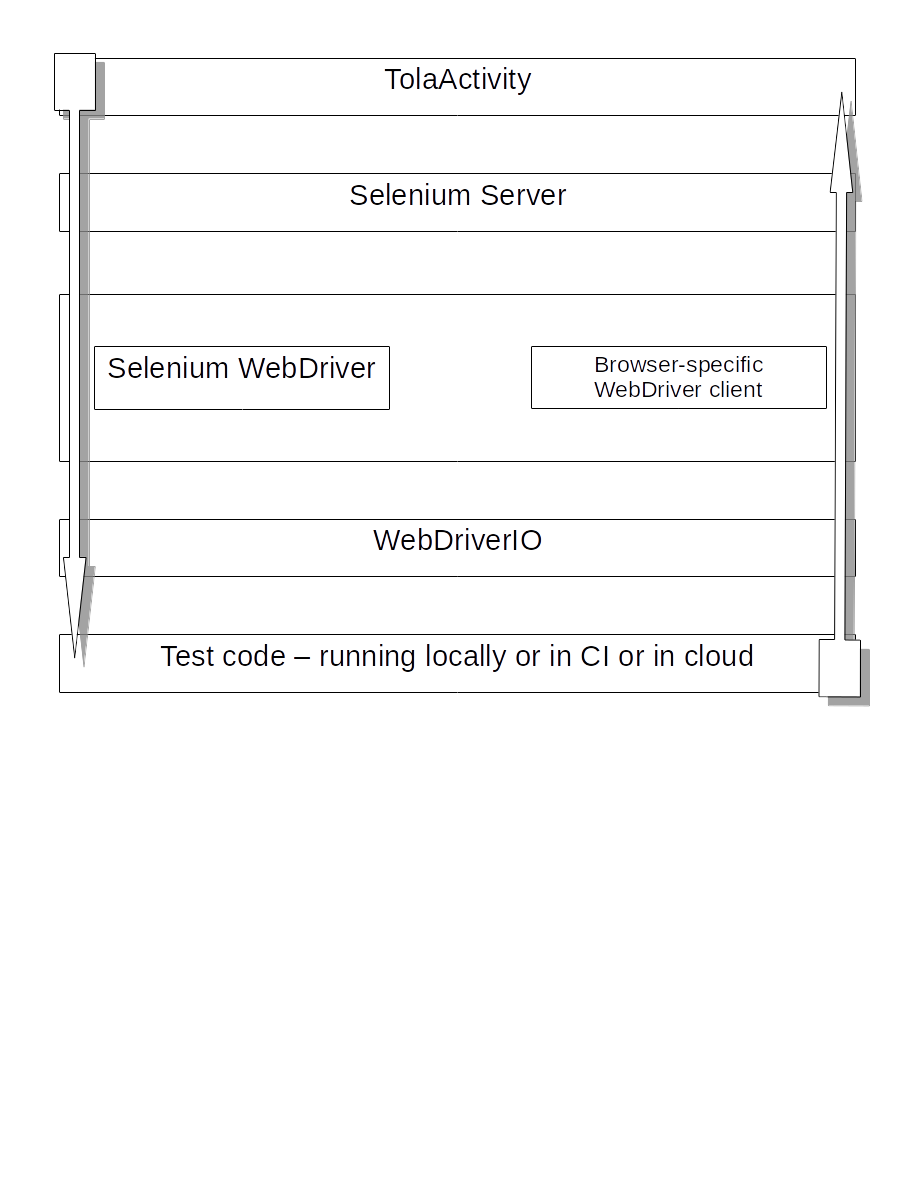 TolaActivity
Selenium Server
Selenium WebDriver
Browser-specific
WebDriver client
WebDriverIO
Test code – running locally or in CI or in cloud